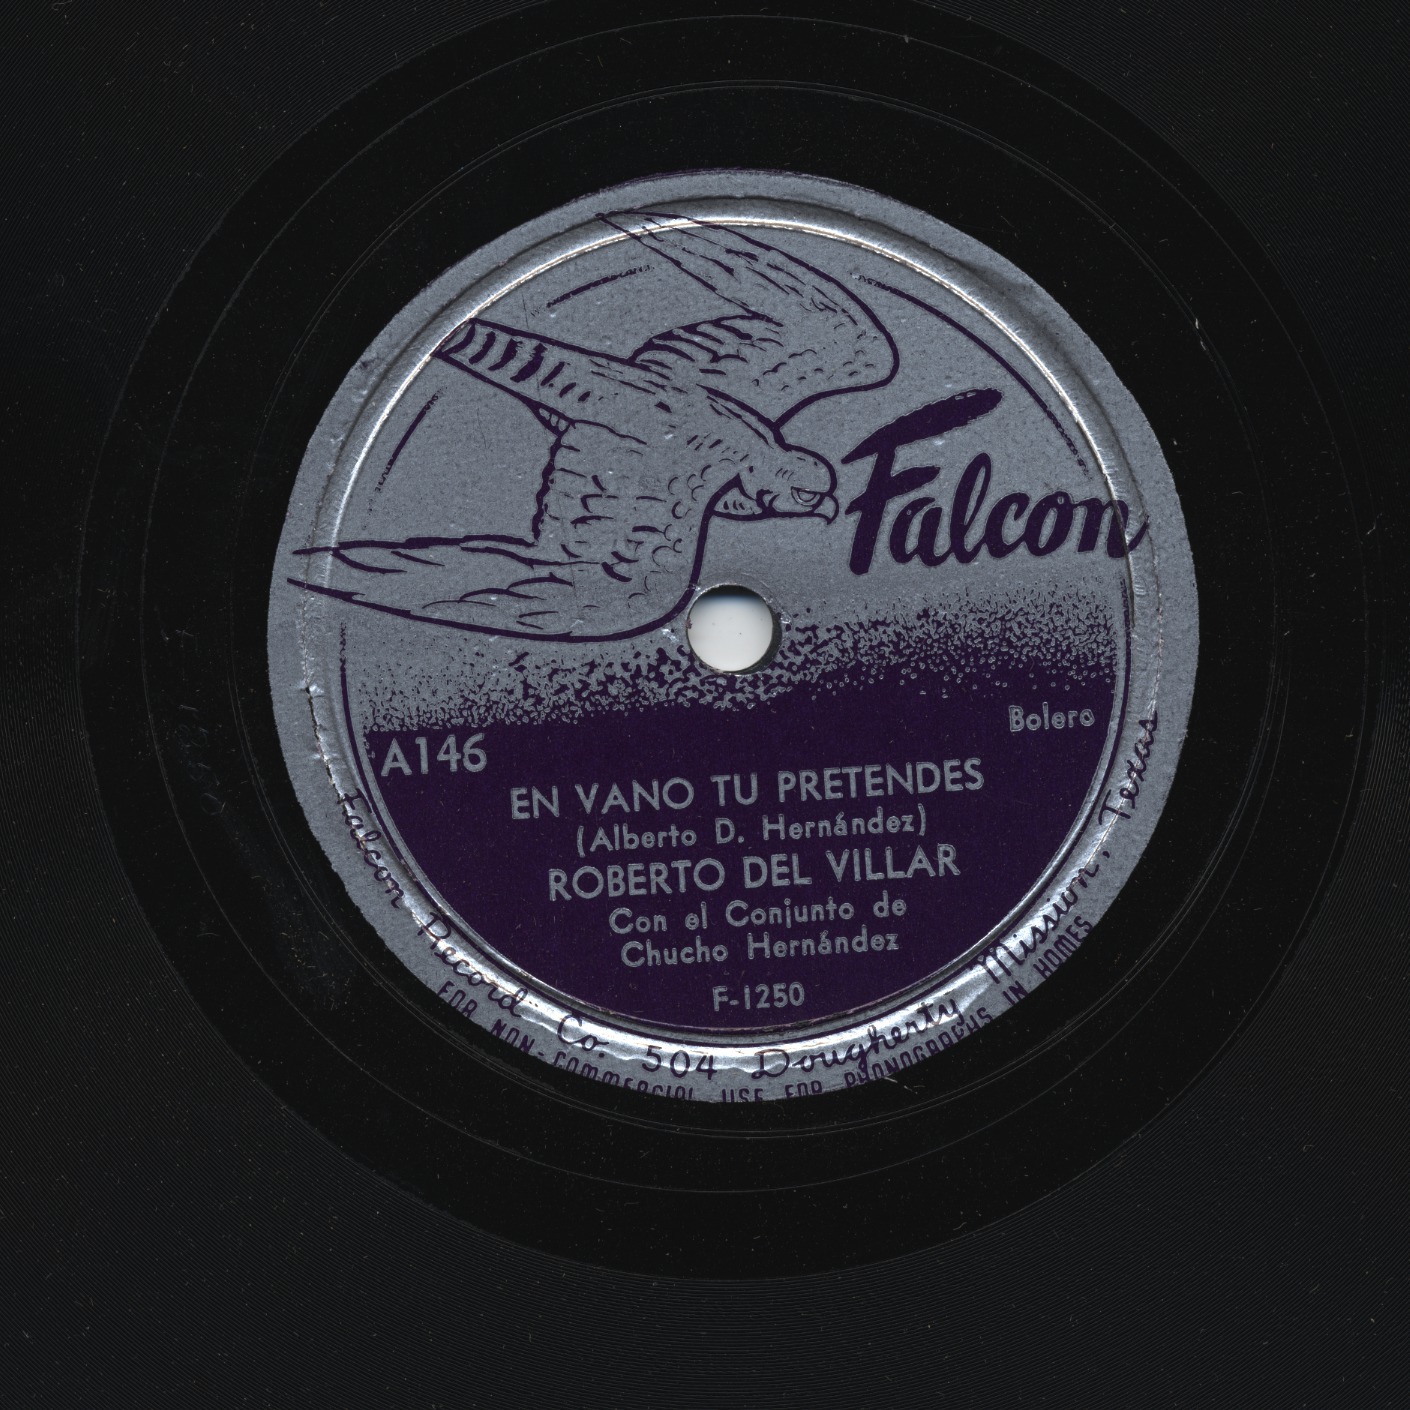 Falcon
Bolero
A146
EN VANO TU PRETENDES
(Alberto D. Hernández)
ROBERTO DEL VILLAR
Con el Conjunto de
Chucho Hernández
F-1250
Falcon Record Co. 504 Dougherty Mission, Texas
FOR NON-COMMERCIAL USE FOR PHONOGRAPHS IN HOMES